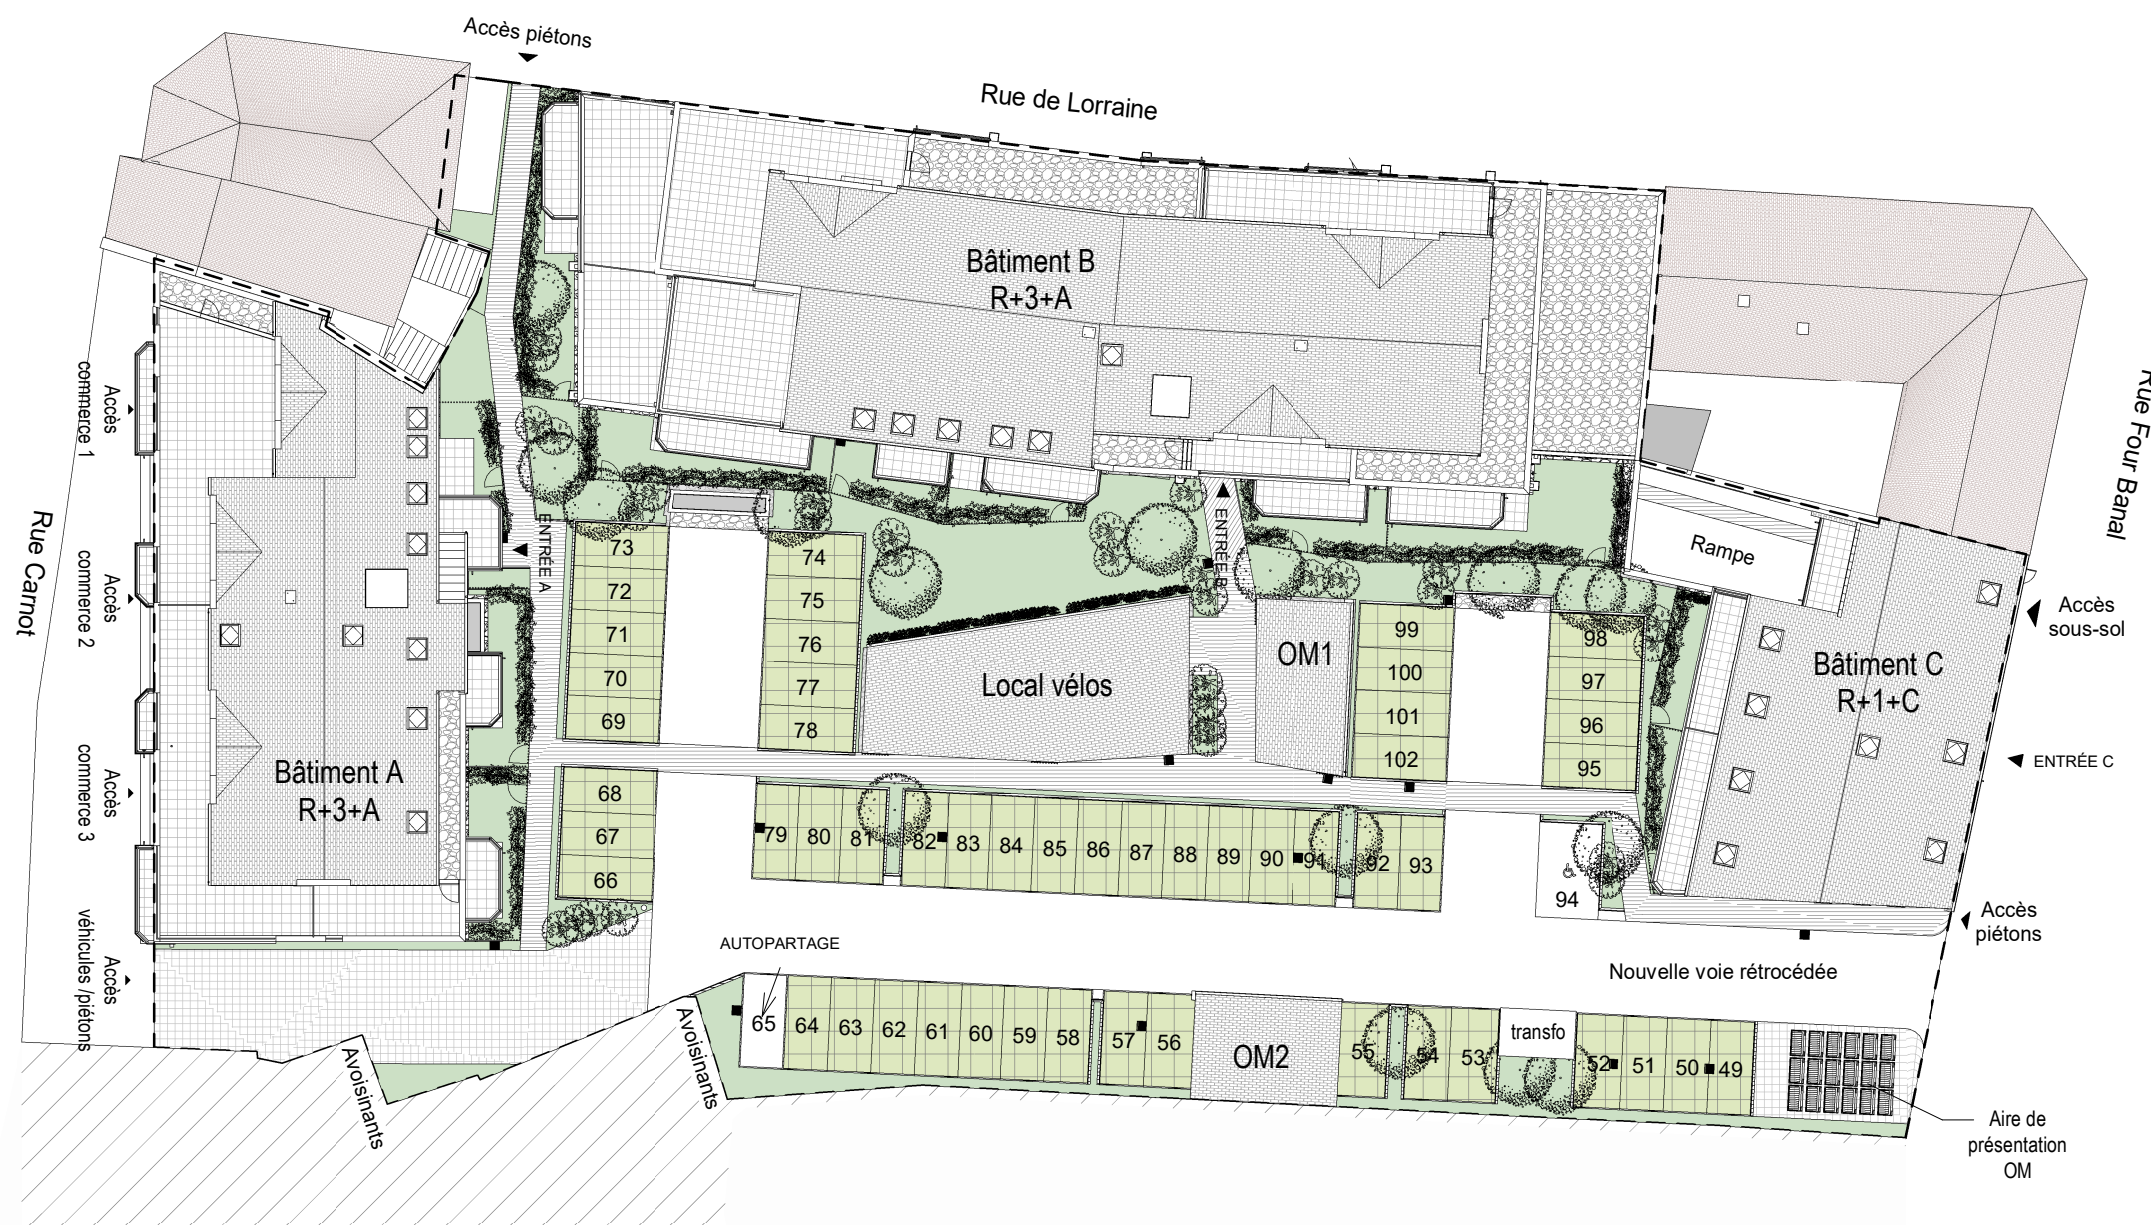 Accès piétons
Rue de Lorraine
Bâtiment B
R+3+A
Rue Four Banal
Accès
commerce 1
Rue Carnot
Accès
commerce 2
Accès
commerce 3
Accès
véhicules /piétons
ENTRÉE A
ENTRÉE B
Rampe
Accès
sous-sol
Bâtiment C
R+1+C
ENTRÉE C
Accès
piétons
Bâtiment A
R+3+A
73
72
71
70
69
74
75
76
77
78
Local vélos
OM1
99
100
101
102
98
97
96
95
68
67
66
79 80 81 82 83 84 85 86 87 88 89 90 91 92 93
94
AUTOPARTAGE
Nouvelle voie rétrocédée
65 64 63 62 61 60 59 58 57 56
OM2
55 54 53
transfo
52 51 50 49
Avoisinants
Avoisinants
Aire de
présentation
OM